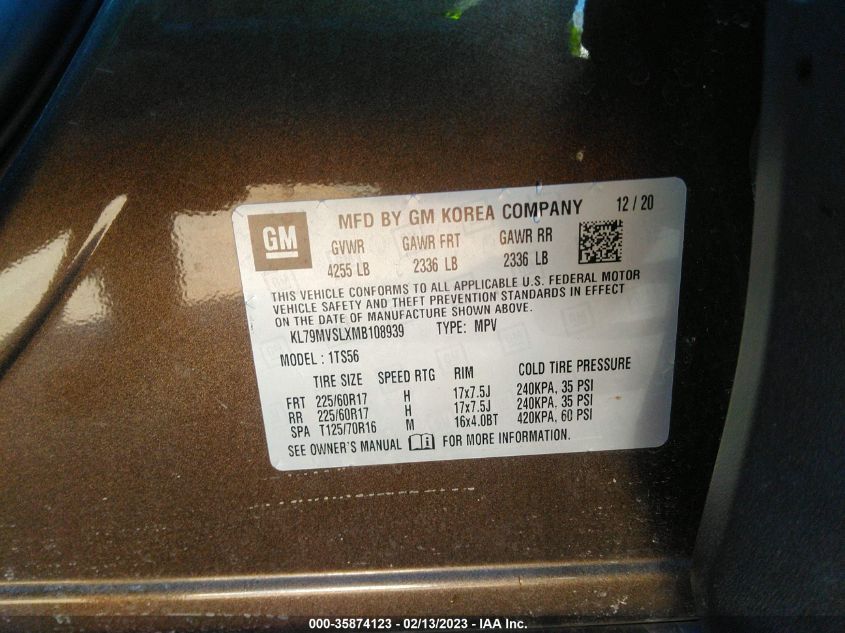 GM
MFD BY GM KOREA COMPANY 12 / 20
GVWR GAWR FRT GAWR RR
4255 LB 2336 LB 2336 LB
THIS VEHICLE CONFORMS TO ALL APPLICABLE U.S. FEDERAL MOTOR
VEHICLE SAFETY AND THEFT PREVENTION STANDARDS IN EFFECT
ON THE DATE OF MANUFACTURE SHOWN ABOVE.
KL79MVSLXMB108939 TYPE: MPV
MODEL : 1TS56
TIRE SIZE SPEED RTG RIM COLD TIRE PRESSURE
FRT 225/60R17 H 17x7.5J 240KPA, 35 PSI
RR 225/60R17 H 17x7.5J 240KPA, 35 PSI
SPA T125/70R16 M 16x4.0BT 420KPA, 60 PSI
SEE OWNER'S MANUAL FOR MORE INFORMATION.
000-35874123 — 02/13/2023 — IAA Inc.